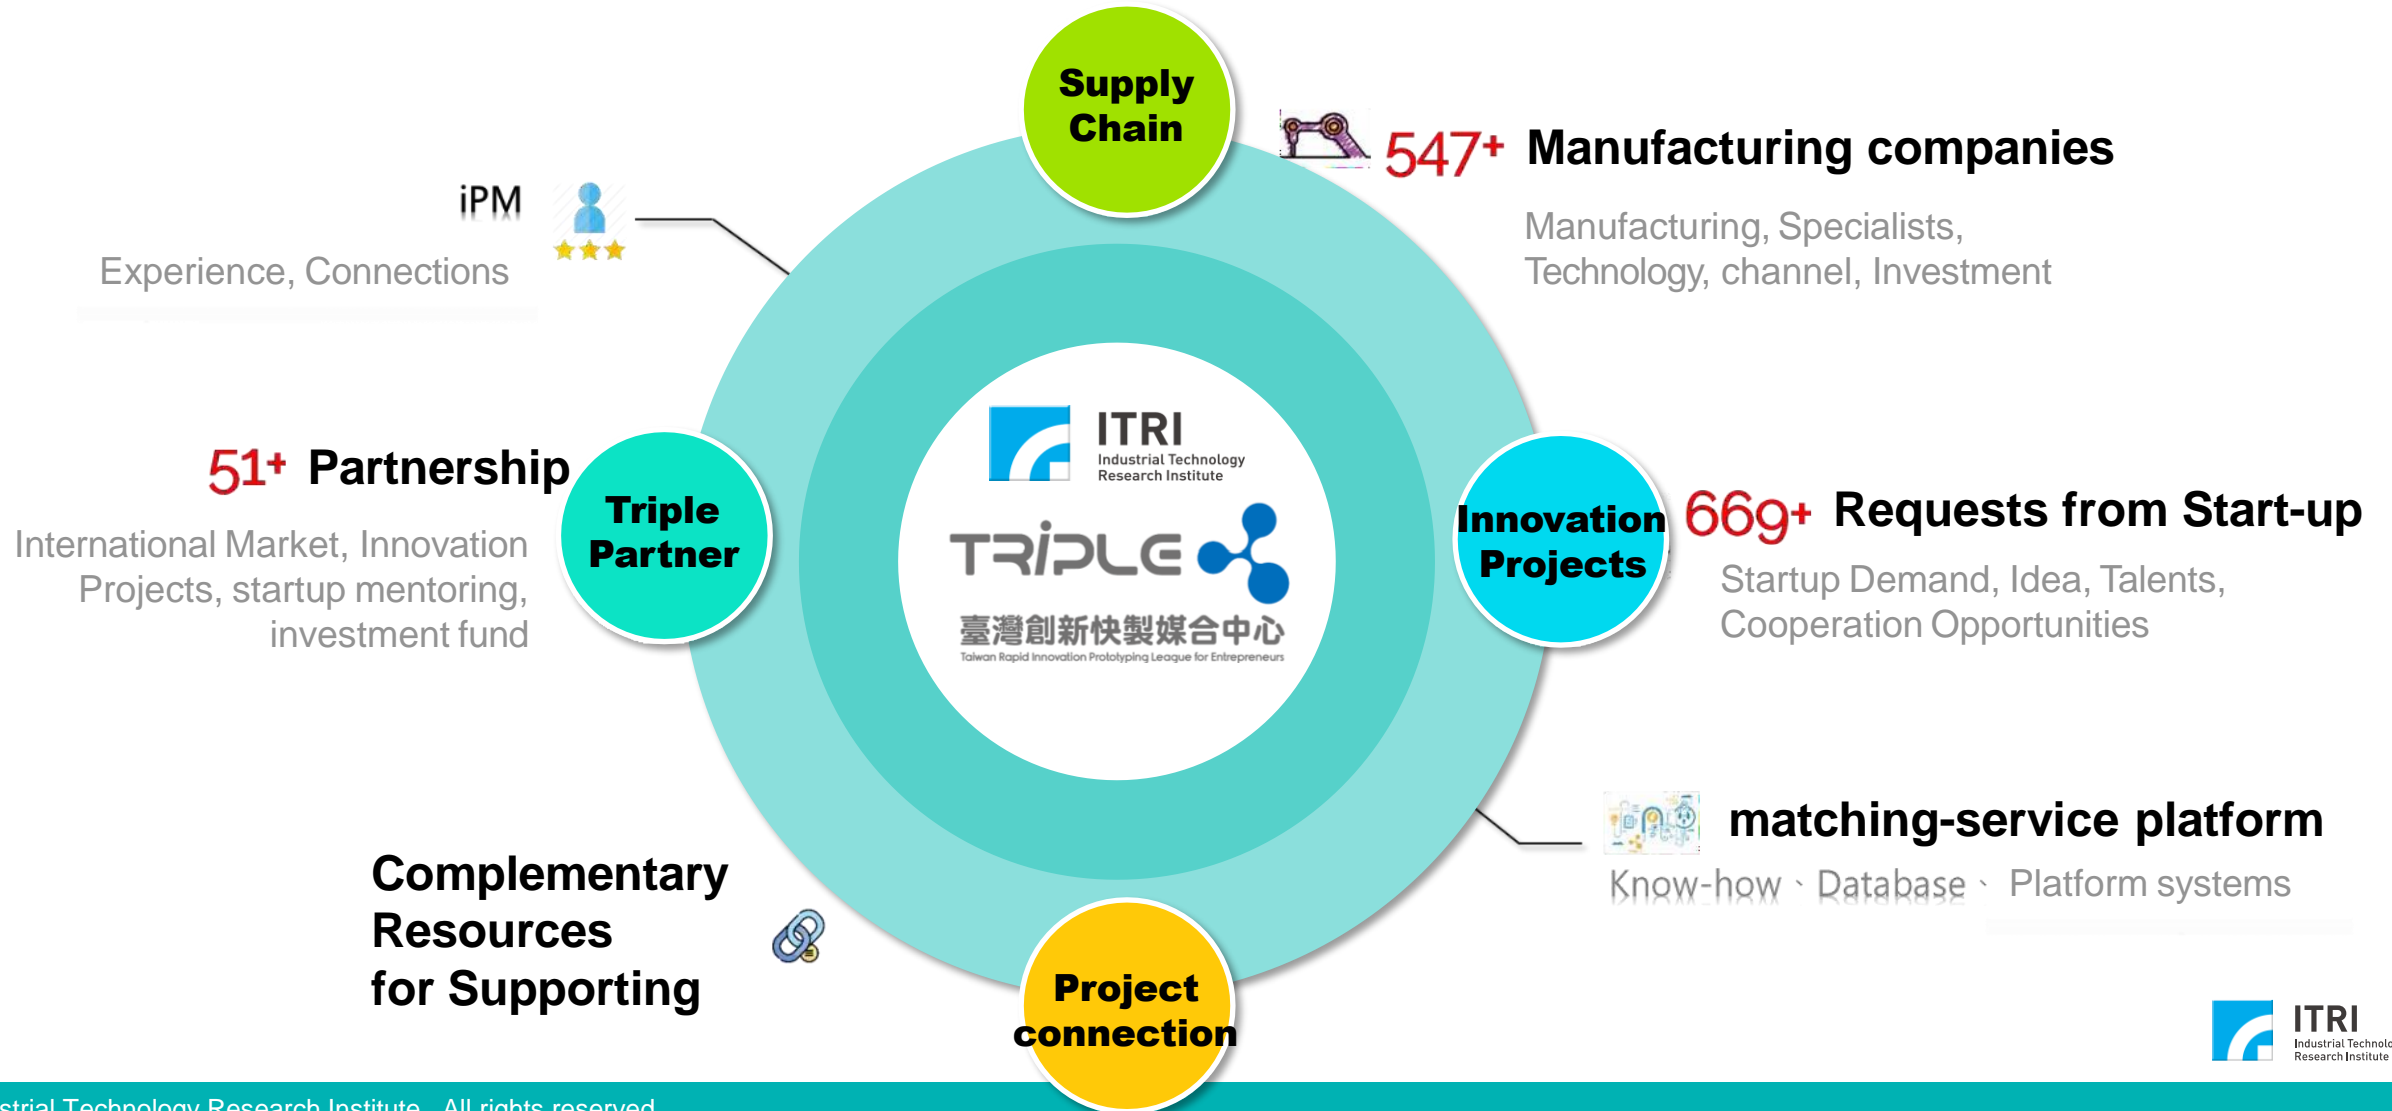 Supply
Chain
547+ Manufacturing companies
Manufacturing, Specialists,
Technology, channel, Investment
iPM
Experience, Connections
51+ Partnership
International Market, Innovation
Projects, startup mentoring,
investment fund
Triple
Partner
ITRI
Industrial Technology
Research Institute
TRiPLE
臺灣創新快製媒合中心
Taiwan Rapid Innovation Prototyping League for Entrepreneurs
Innovation
Projects
669+ Requests from Start-up
Startup Demand, Idea, Talents,
Cooperation Opportunities
matching-service platform
Know-how、Database、 Platform systems
Complementary
Resources
for Supporting
Project
connection
ITRI
Industrial Technolo
Research Institute
strial Technology Research Institute. All rights reserved